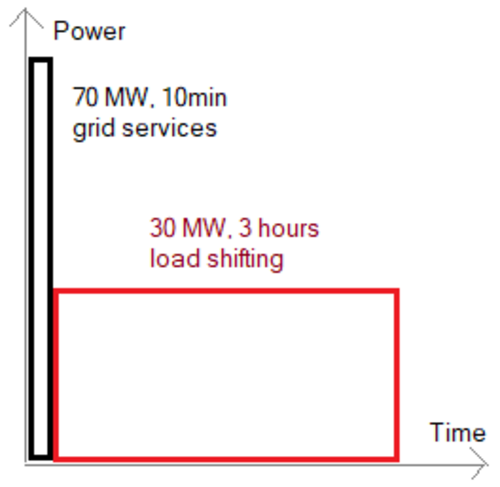 Power
70 MW, 10min
grid services
30 MW, 3 hours
load shifting
Time